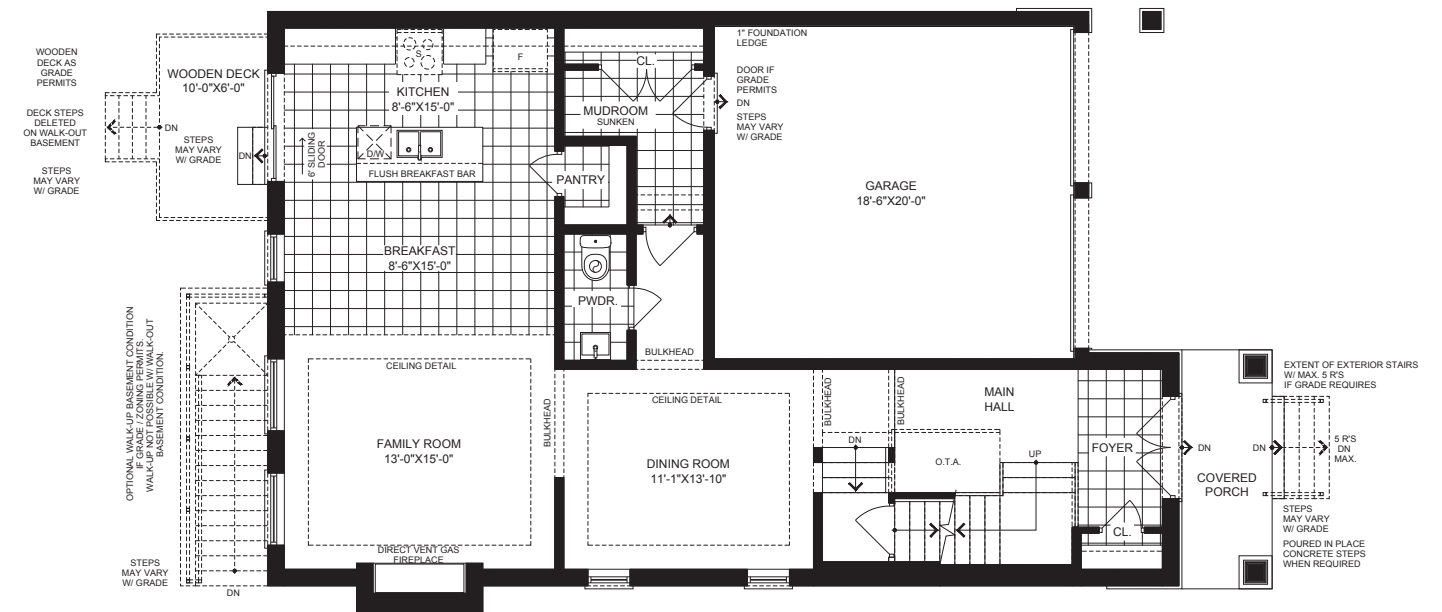 WOODEN
DECK AS
GRADE
PERMITS
DECK STEPS
DELETED
ON WALK-OUT
BASEMENT
STEPS
MAY VARY
W/ GRADE
WOODEN DECK
10'-0"X6'-0"
DN
STEPS
MAY VARY
W/ GRADE
DN
6' SLIDING
DOOR
S
F
KITCHEN
8'-6"X15'-0"
D/W
FLUSH BREAKFAST BAR
BREAKFAST
8'-6"X15'-0"
CL.
MUDROOM
SUNKEN
PANTRY
PWDR.
BULKHEAD
1" FOUNDATION
LEDGE
DOOR IF
GRADE
PERMITS
DN
STEPS
MAY VARY
W/ GRADE
GARAGE
18'-6"X20'-0"
OPTIONAL WALK-UP BASEMENT CONDITION
IF GRADE / ZONING PERMITS.
WALK-UP NOT POSSIBLE W/ WALK-OUT
BASEMENT CONDITION.
STEPS
MAY VARY
W/ GRADE
DN
CEILING DETAIL
FAMILY ROOM
13'-0"X15'-0"
DIRECT VENT GAS
FIREPLACE
BULKHEAD
CEILING DETAIL
DINING ROOM
11'-1"X13'-10"
BULKHEAD
BULKHEAD
DN
MAIN
HALL
O.T.A.
UP
FOYER
CL.
DN
COVERED
PORCH
DN
EXTENT OF EXTERIOR STAIRS
W/ MAX. 5 R'S
IF GRADE REQUIRES
5 R'S
DN
MAX.
STEPS
MAY VARY
W/ GRADE
POURED IN PLACE
CONCRETE STEPS
WHEN REQUIRED